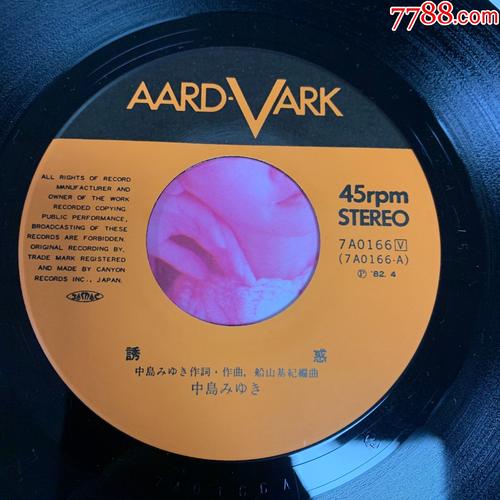 7788.com
AARD-VARK
ALL RIGHTS OF RECORD
MANUFACTURER AND
OWNER OF THE WORK
RECORDED COPYING,
PUBLIC PERFORMANCE,
BROADCASTING OF THESE
RECORDS ARE FORBIDDEN.
ORIGINAL RECORDING BY,
TRADE MARK REGISTERED
AND MADE BY CANYON
RECORDS INC., JAPAN.
JASRAC
45rpm
STEREO
7A0166 V
(7A0166-A)
Ⓟ '82. 4
誘惑
中島みゆき作詞・作曲, 船山基紀編曲
中島みゆき
7A0166A